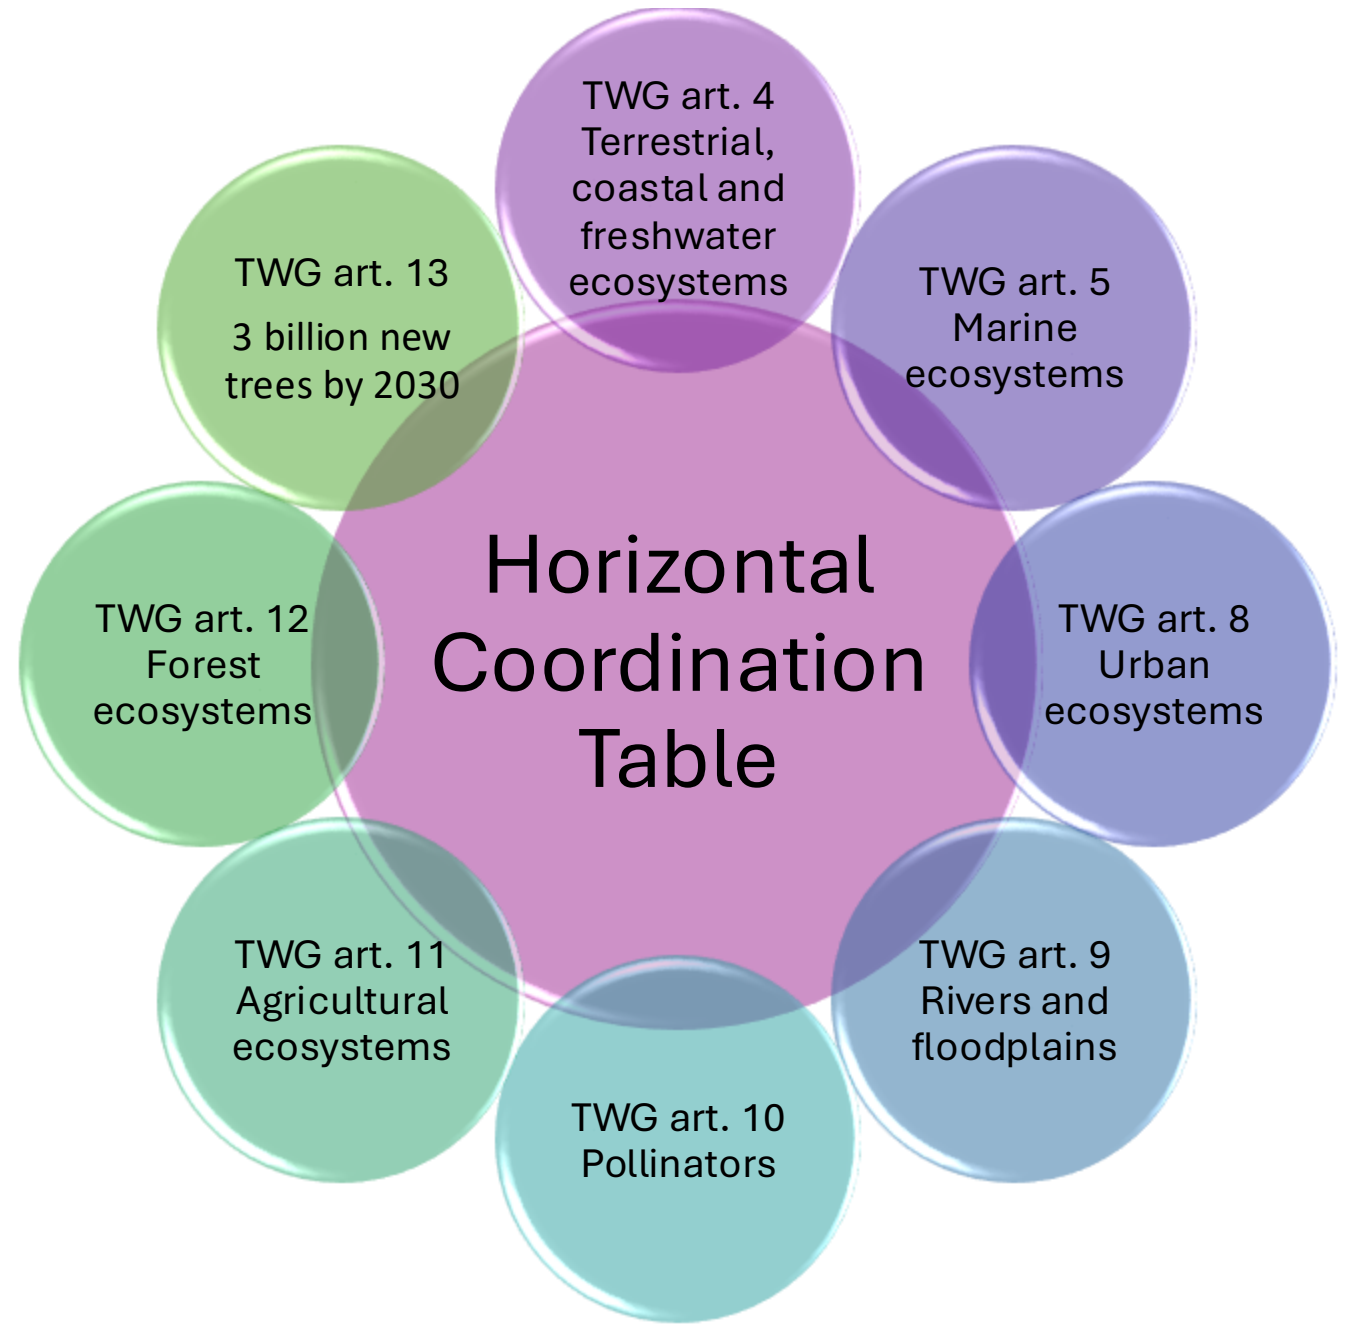 TWG art. 4
Terrestrial,
coastal and
freshwater
ecosystems
TWG art. 5
Marine
ecosystems
TWG art. 8
Urban
ecosystems
TWG art. 9
Rivers and
floodplains
TWG art. 10
Pollinators
TWG art. 11
Agricultural
ecosystems
TWG art. 12
Forest
ecosystems
TWG art. 13
3 billion new
trees by 2030
Horizontal
Coordination
Table